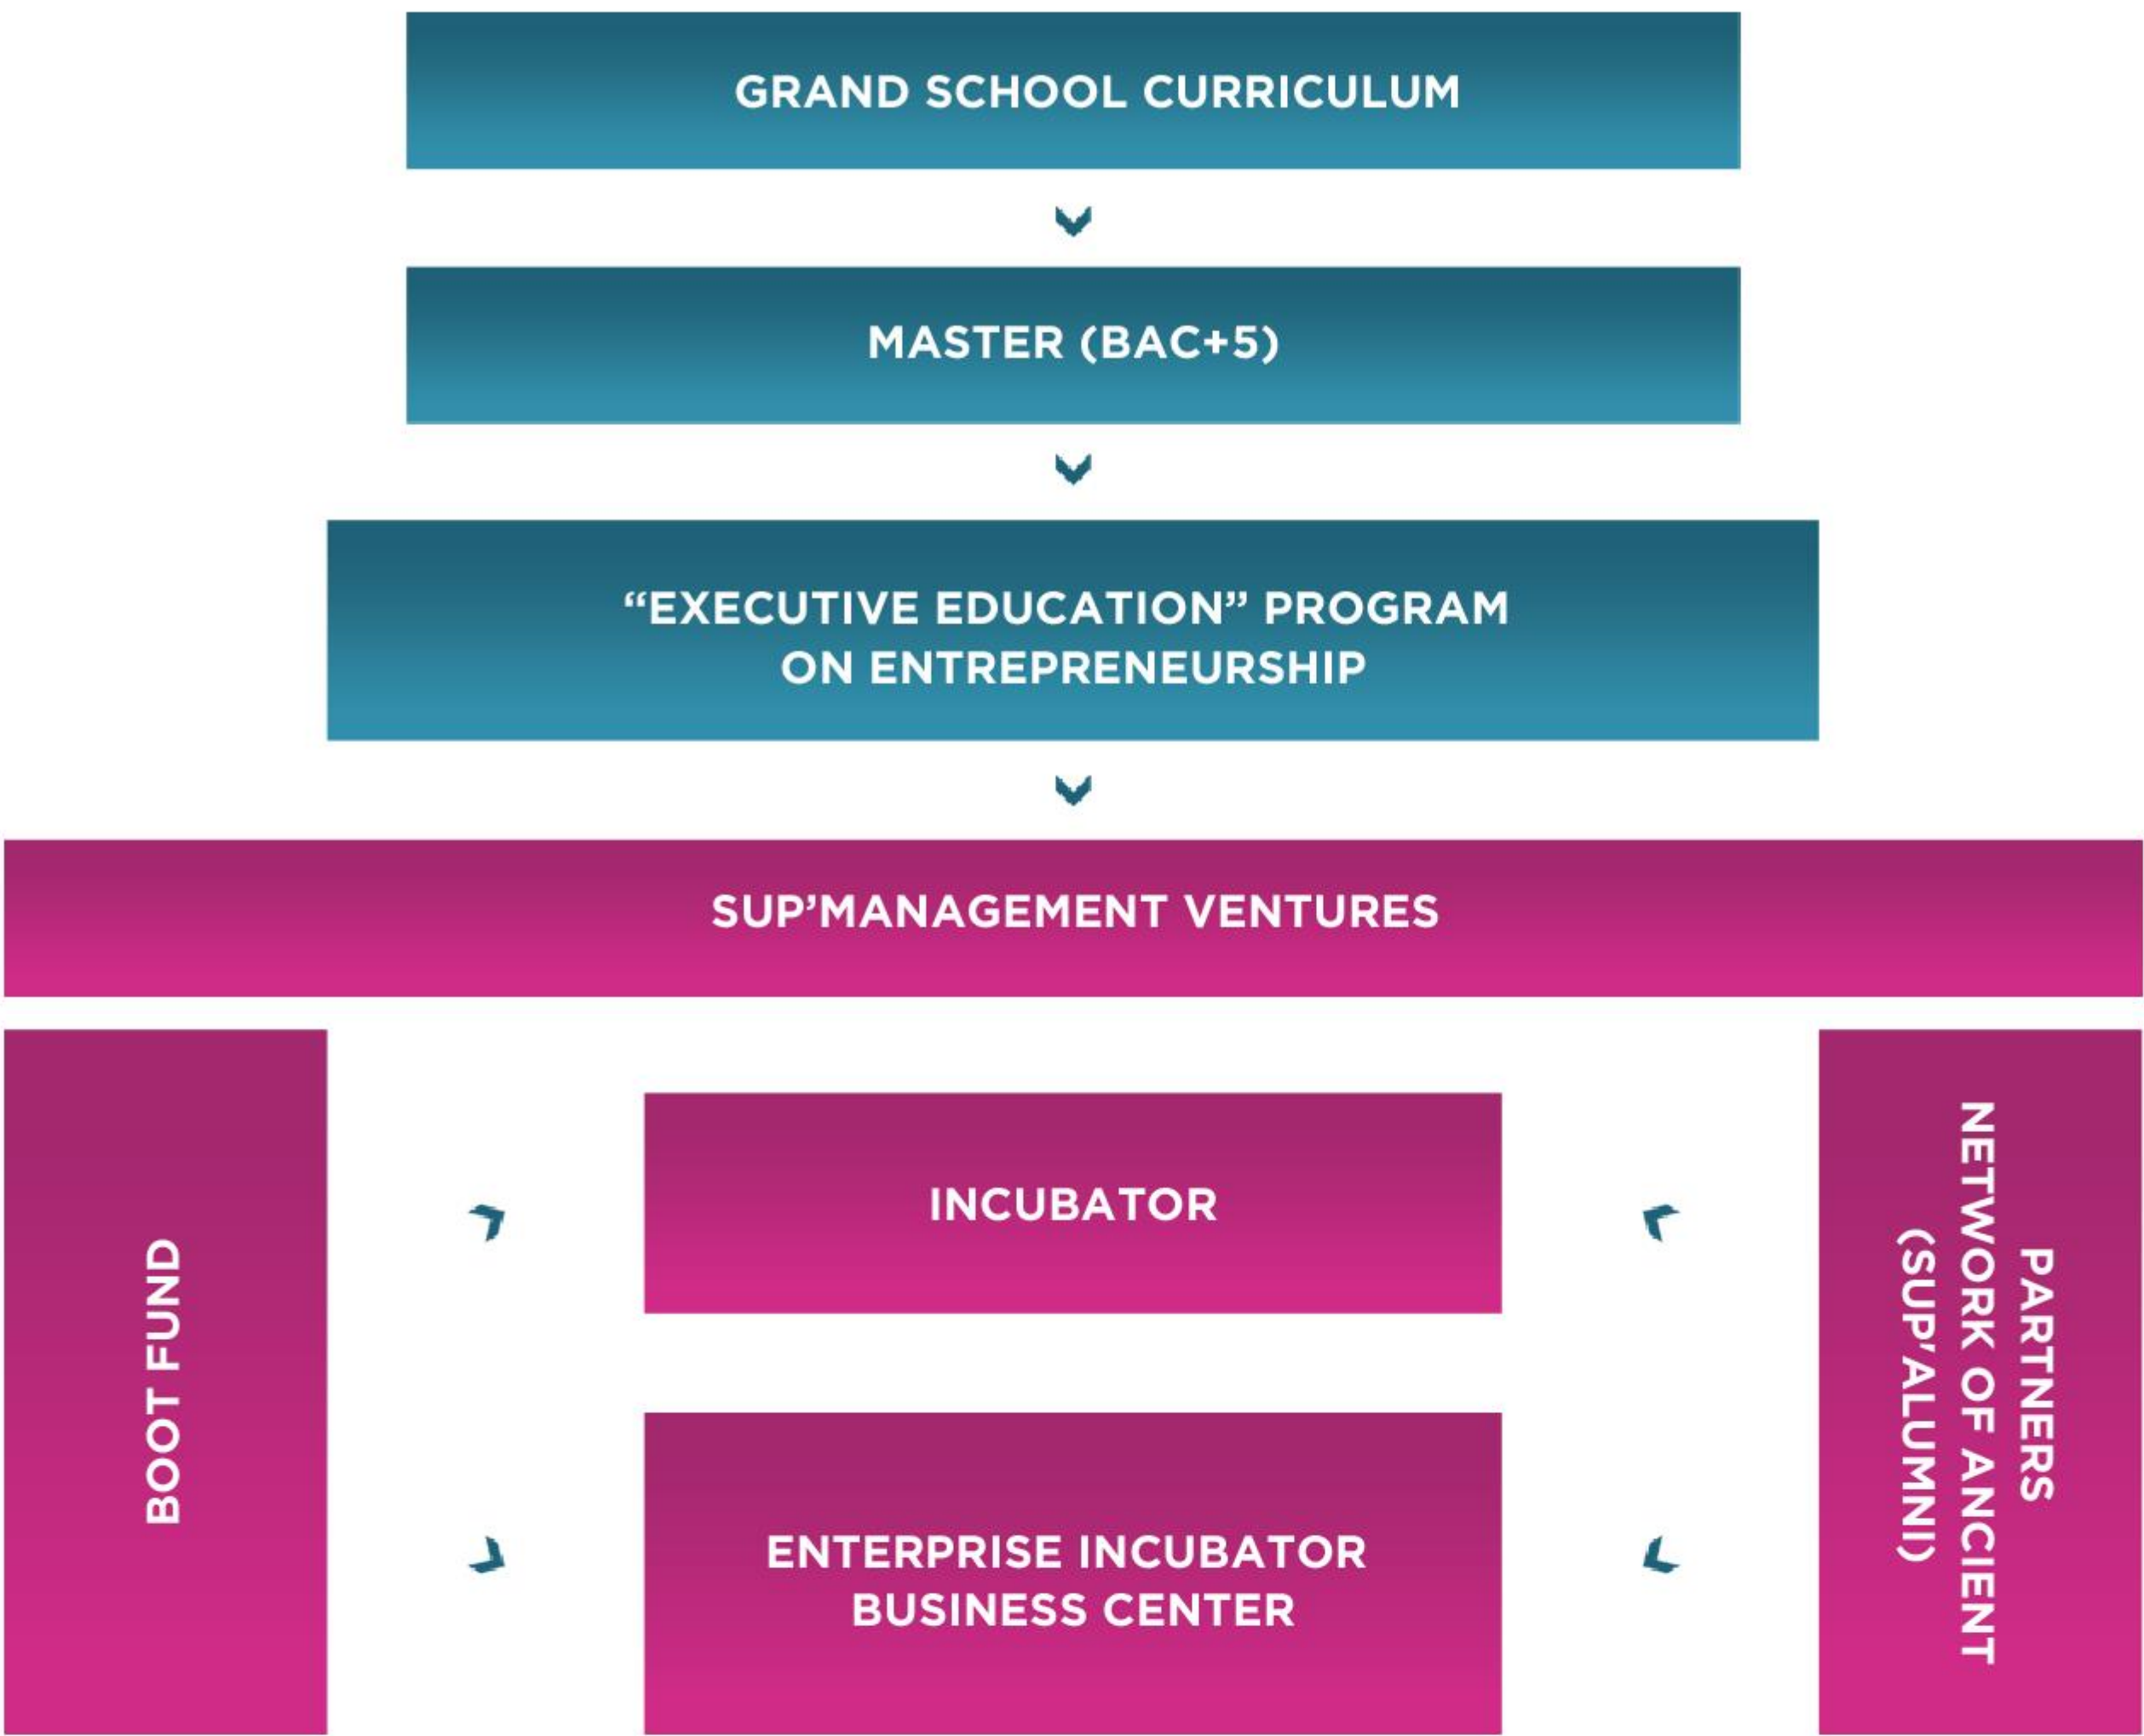 GRAND SCHOOL CURRICULUM
MASTER (BAC+5)
“EXECUTIVE EDUCATION” PROGRAM
ON ENTREPRENEURSHIP
SUP'MANAGEMENT VENTURES
BOOT FUND
INCUBATOR
ENTERPRISE INCUBATOR
BUSINESS CENTER
PARTNERS
NETWORK OF ANCIENT
(SUP'ALUMNI)